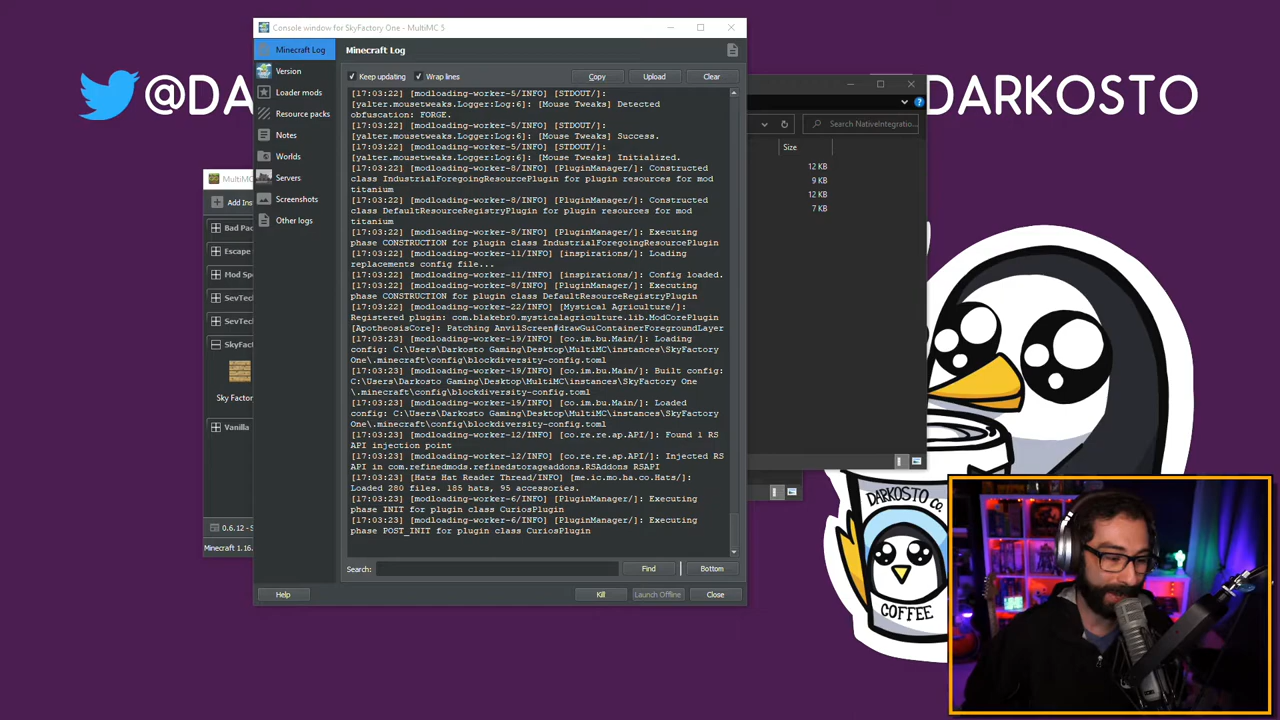 Console window for SkyFactory One - MultiMC 5
Minecraft Log
Version
Loader mods
Resource packs
Notes
Worlds
Servers
Screenshots
Other logs
Minecraft Log
Keep updating
Wrap lines
Copy
Upload
Clear
[17:03:22] [modloading-worker-5/INFO] [STDOUT/]:
[yalter.mousetweaks.Logger:Log:6]: [Mouse Tweaks] Detected
obfuscation: FORGE.
[17:03:22] [modloading-worker-5/INFO] [STDOUT/]:
[yalter.mousetweaks.Logger:Log:6]: [Mouse Tweaks] Success.
[17:03:22] [modloading-worker-5/INFO] [STDOUT/]:
[yalter.mousetweaks.Logger:Log:6]: [Mouse Tweaks] Initialized.
[17:03:22] [modloading-worker-8/INFO] [PluginManager/]: Constructed
class IndustrialForegoingResourcePlugin for plugin resources for mod
titanium
[17:03:22] [modloading-worker-8/INFO] [PluginManager/]: Constructed
class DefaultResourceRegistryPlugin for plugin resources for mod
titanium
[17:03:22] [modloading-worker-8/INFO] [PluginManager/]: Executing
phase CONSTRUCTION for plugin class IndustrialForegoingResourcePlugin
[17:03:22] [modloading-worker-11/INFO] [inspirations/]: Loading
replacements config file...
[17:03:22] [modloading-worker-11/INFO] [inspirations/]: Config loaded.
[17:03:22] [modloading-worker-8/INFO] [PluginManager/]: Executing
phase CONSTRUCTION for plugin class DefaultResourceRegistryPlugin
[17:03:22] [modloading-worker-22/INFO] [Mystical Agriculture/]:
Registered plugin: com.blakebr0.mysticalagriculture.lib.ModCorePlugin
[ApotheosisCore]: Patching AnvilScreen#drawGuiContainerForegroundLayer
[17:03:23] [modloading-worker-19/INFO] [co.im.bu.Main/]: Loading
config: C:\Users\Darkosto Gaming\Desktop\MultiMC\instances\SkyFactory
One\.minecraft\config\blockdiversity-config.toml
[17:03:23] [modloading-worker-19/INFO] [co.im.bu.Main/]: Built config:
C:\Users\Darkosto Gaming\Desktop\MultiMC\instances\SkyFactory One
\.minecraft\config\blockdiversity-config.toml
[17:03:23] [modloading-worker-19/INFO] [co.im.bu.Main/]: Loaded
config: C:\Users\Darkosto Gaming\Desktop\MultiMC\instances\SkyFactory
One\.minecraft\config\blockdiversity-config.toml
[17:03:23] [modloading-worker-12/INFO] [co.re.re.ap.API/]: Found 1 RS
API injection point
[17:03:23] [modloading-worker-12/INFO] [co.re.re.ap.API/]: Injected RS
API in com.refinedmods.refinedstorageaddons.RSAddons RSAPI
[17:03:23] [Hats Hat Reader Thread/INFO] [me.ic.mo.ha.co.Hats/]:
Loaded 280 files. 185 hats, 95 accessories.
[17:03:23] [modloading-worker-6/INFO] [PluginManager/]: Executing
phase INIT for plugin class CuriosPlugin
[17:03:23] [modloading-worker-6/INFO] [PluginManager/]: Executing
phase POST_INIT for plugin class CuriosPlugin
Search:
Find
Bottom
Help
Kill
Launch Offline
Close
MultiMC
Add Ins
Bad Pa
Escape
Mod Sp
SevTec
SevTec
SkyFac
Sky Factor
Vanilla
0.6.12 - S
Minecraft 1.16.
Search NativeIntegratio...
Size
12 KB
9 KB
12 KB
7 KB
@DA
DARKOSTO
DARKOSTO CO.
COFFEE